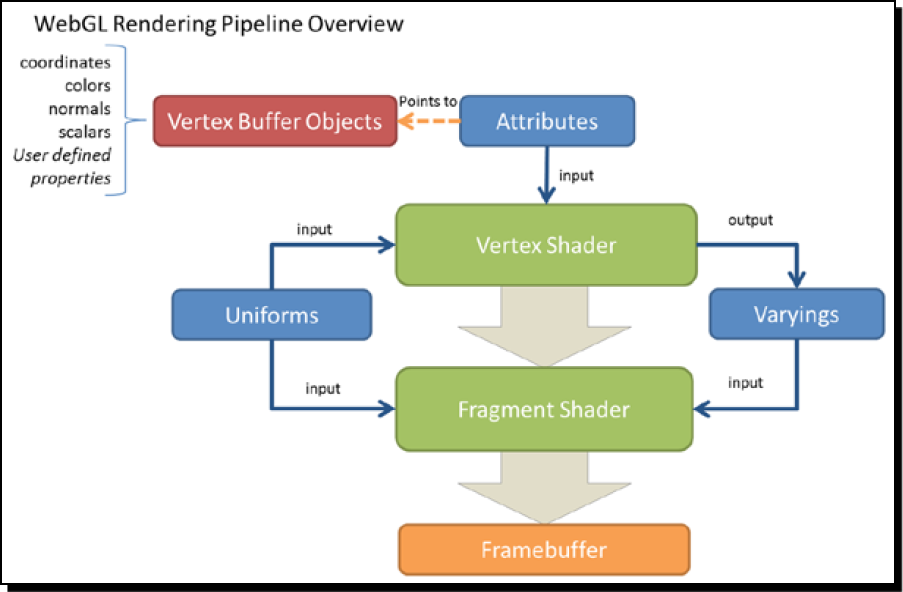 WebGL Rendering Pipeline Overview
coordinates
colors
normals
scalars
User defined
properties
Vertex Buffer Objects
Points to
Attributes
input
input
Vertex Shader
output
Uniforms
Varyings
input
Fragment Shader
input
Framebuffer